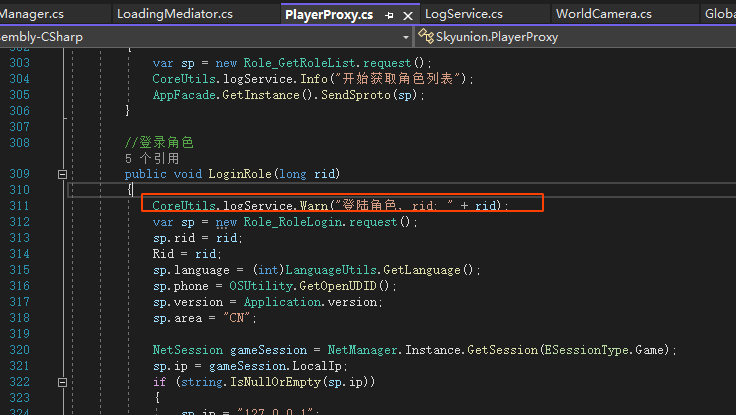 Manager.cs LoadingMediator.cs PlayerProxy.cs LogService.cs WorldCamera.cs Globa
sembly-CSharp Skyunion.PlayerProxy
302 {
303 var sp = new Role_GetRoleList.request();
304 CoreUtils.logService.Info("开始获取角色列表");
305 AppFacade.GetInstance().SendSproto(sp);
306 }
307
308 //登录角色
5 个引用
309 public void LoginRole(long rid)
310 {
311 CoreUtils.logService.Warn("登陆角色, rid: " + rid);
312 var sp = new Role_RoleLogin.request();
313 sp.rid = rid;
314 Rid = rid;
315 sp.language = (int)LanguageUtils.GetLanguage();
316 sp.phone = OSUtility.GetOpenUDID();
317 sp.version = Application.version;
318 sp.area = "CN";
319
320 NetSession gameSession = NetManager.Instance.GetSession(ESessionType.Game);
321 sp.ip = gameSession.LocalIp;
322 if (string.IsNullOrEmpty(sp.ip))
323 {
324 sp.ip = "127.0.0.1";